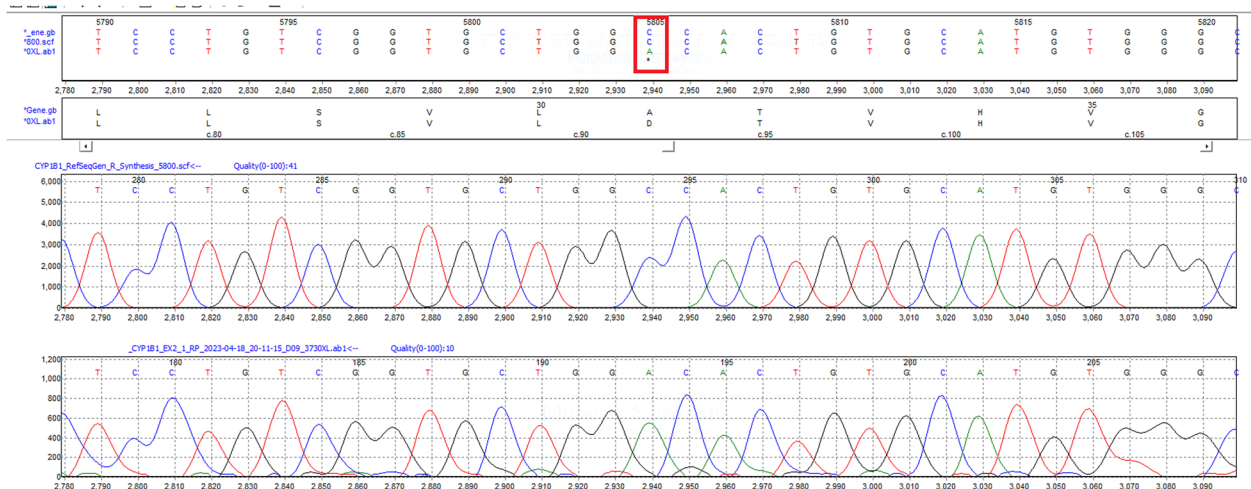 5790 5795 5800 5805 5810 5815 5820
*_ene.gb T C C T G T C G G T G C T G G C C A C T G T G C A T G T G G G C
*800.scf T C C T G T C G G T G C T G G C C A C T G T G C A T G T G G G C
*0XL.ab1 T C C T G T C G G T G C T G G A C A C T G T G C A T G T G G G C
*
2,780 2,790 2,800 2,810 2,820 2,830 2,840 2,850 2,860 2,870 2,880 2,890 2,900 2,910 2,920 2,930 2,940 2,950 2,960 2,970 2,980 2,990 3,000 3,010 3,020 3,030 3,040 3,050 3,060 3,070 3,080 3,090
30 35
*Gene.gb L L S V L A T V H V G
*0XL.ab1 L L S V L D T V H V G
c.80 c.85 c.90 c.95 c.100 c.105
CYP1B1_RefSeqGen_R_Synthesis_5800.scf<-- Quality(0-100):41
280 285 290 295 300 305 310
T C C T G T C G G T G C T G G C C A C T G T G C A T G T G G G C
6,000
5,000
4,000
3,000
2,000
1,000
0
2,780 2,790 2,800 2,810 2,820 2,830 2,840 2,850 2,860 2,870 2,880 2,890 2,900 2,910 2,920 2,930 2,940 2,950 2,960 2,970 2,980 2,990 3,000 3,010 3,020 3,030 3,040 3,050 3,060 3,070 3,080 3,090
_CYP1B1_EX2_1_RP_2023-04-18_20-11-15_D09_3730XL.ab1<-- Quality(0-100):10
1,200
180 185 190 195 200 205
T C C T G T C G G T G C T G G A C A C T G T G C A T G T G G G C
1,000
800
600
400
200
0
2,780 2,790 2,800 2,810 2,820 2,830 2,840 2,850 2,860 2,870 2,880 2,890 2,900 2,910 2,920 2,930 2,940 2,950 2,960 2,970 2,980 2,990 3,000 3,010 3,020 3,030 3,040 3,050 3,060 3,070 3,080 3,090